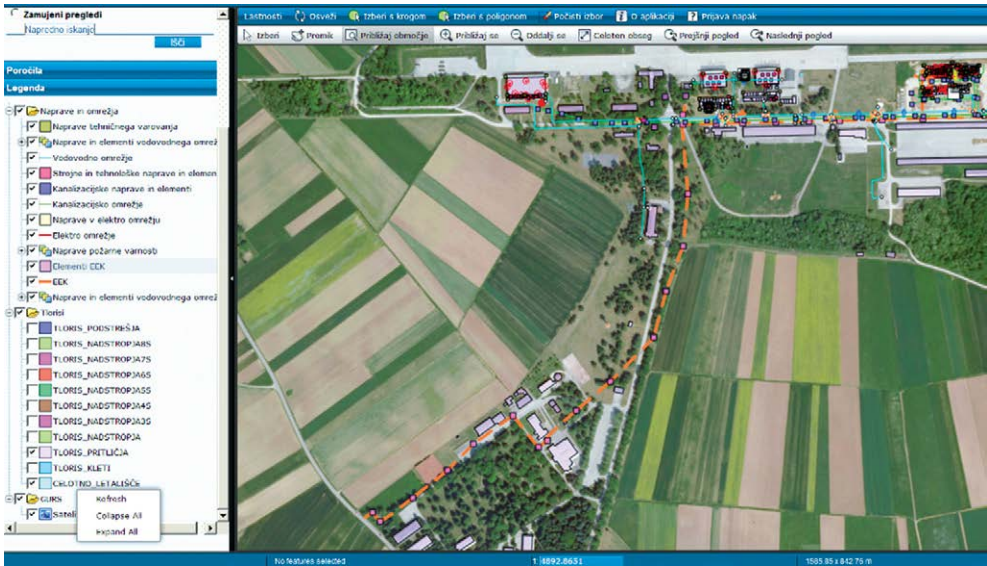 Zamujeni pregledi
Napredno iskanje
Išči
Poročila
Legenda
Naprave in omrežja
Naprave tehničnega varovanja
Naprave in elementi vodovodnega omrež
Vodovodno omrežje
Strojne in tehnološke naprave in elemen
Kanalizacijske naprave in elementi
Kanalizacijsko omrežje
Naprave v elektro omrežju
Elektro omrežje
Naprave požarne varnosti
Elementi EEK
EEK
Naprave in elementi vodovodnega omrež
Tlorisi
TLORIS_PODSTREŠJA
TLORIS_NADSTROPJA8S
TLORIS_NADSTROPJA7S
TLORIS_NADSTROPJA6S
TLORIS_NADSTROPJA5S
TLORIS_NADSTROPJA4S
TLORIS_NADSTROPJA3S
TLORIS_NADSTROPJA
TLORIS_PRITLIČJA
TLORIS_KLETI
CELOTNO_LETALIŠČE
GURS
Sateli
Refresh
Collapse All
Expand All
Lastnosti Osveži Izberi s krogom Izberi s poligonom Počisti izbor O aplikaciji Prijava napak
Izberi Premik Približaj območje Približaj se Oddalji se Celoten obseg Prejšnji pogled Naslednji pogled
No features selected 1: 4892.8651 1585.85 x 842.76 m